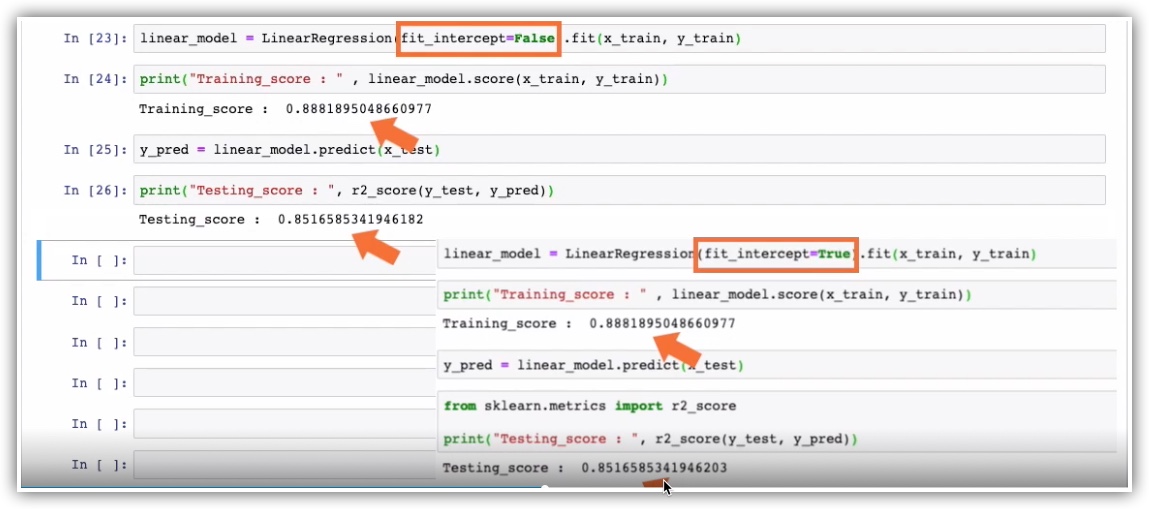 In [23]: linear_model = LinearRegression(fit_intercept=False).fit(x_train, y_train)
In [24]: print("Training_score : " , linear_model.score(x_train, y_train))
Training_score :  0.8881895048660977
In [25]: y_pred = linear_model.predict(x_test)
In [26]: print("Testing_score : ", r2_score(y_test, y_pred))
Testing_score :  0.8516585341946182
In [ ]:
In [ ]:
In [ ]:
In [ ]:
In [ ]:
In [ ]:
linear_model = LinearRegression(fit_intercept=True).fit(x_train, y_train)
print("Training_score : " , linear_model.score(x_train, y_train))
Training_score :  0.8881895048660977
y_pred = linear_model.predict(x_test)
from sklearn.metrics import r2_score
print("Testing_score : ", r2_score(y_test, y_pred))
Testing_score :  0.8516585341946203